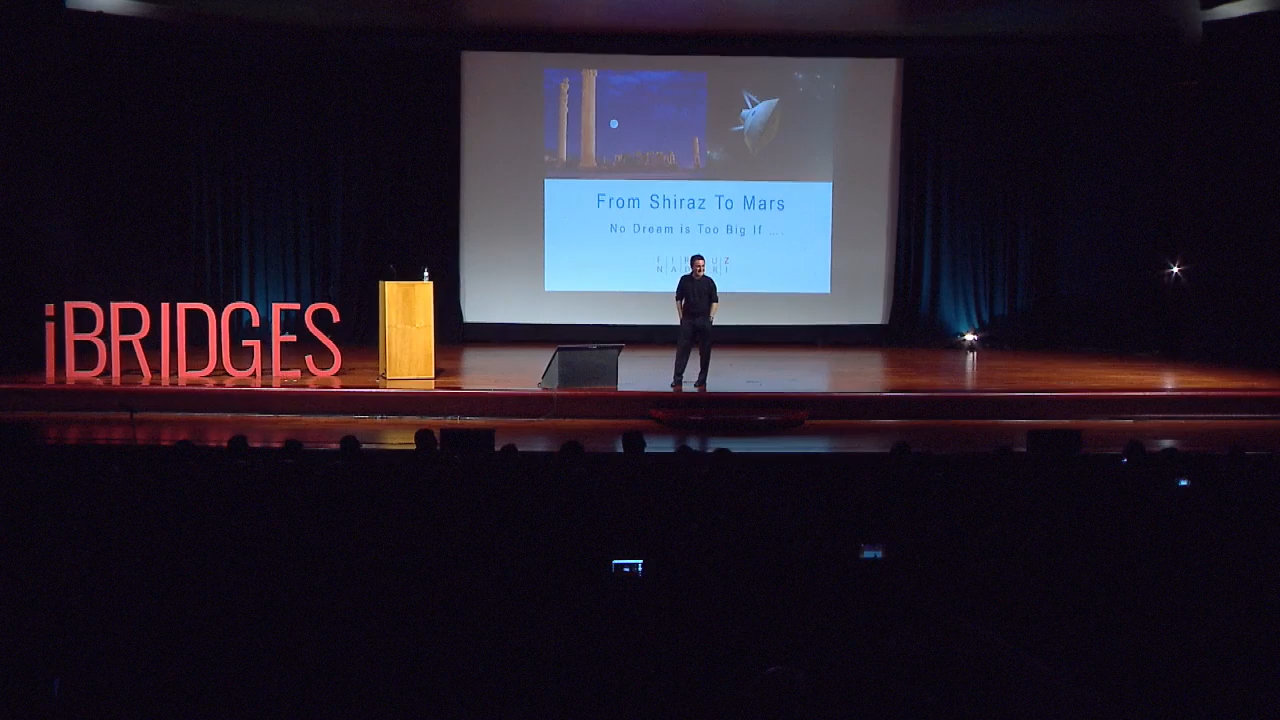 From Shiraz To Mars
No Dream is Too Big If ....
iBRIDGES